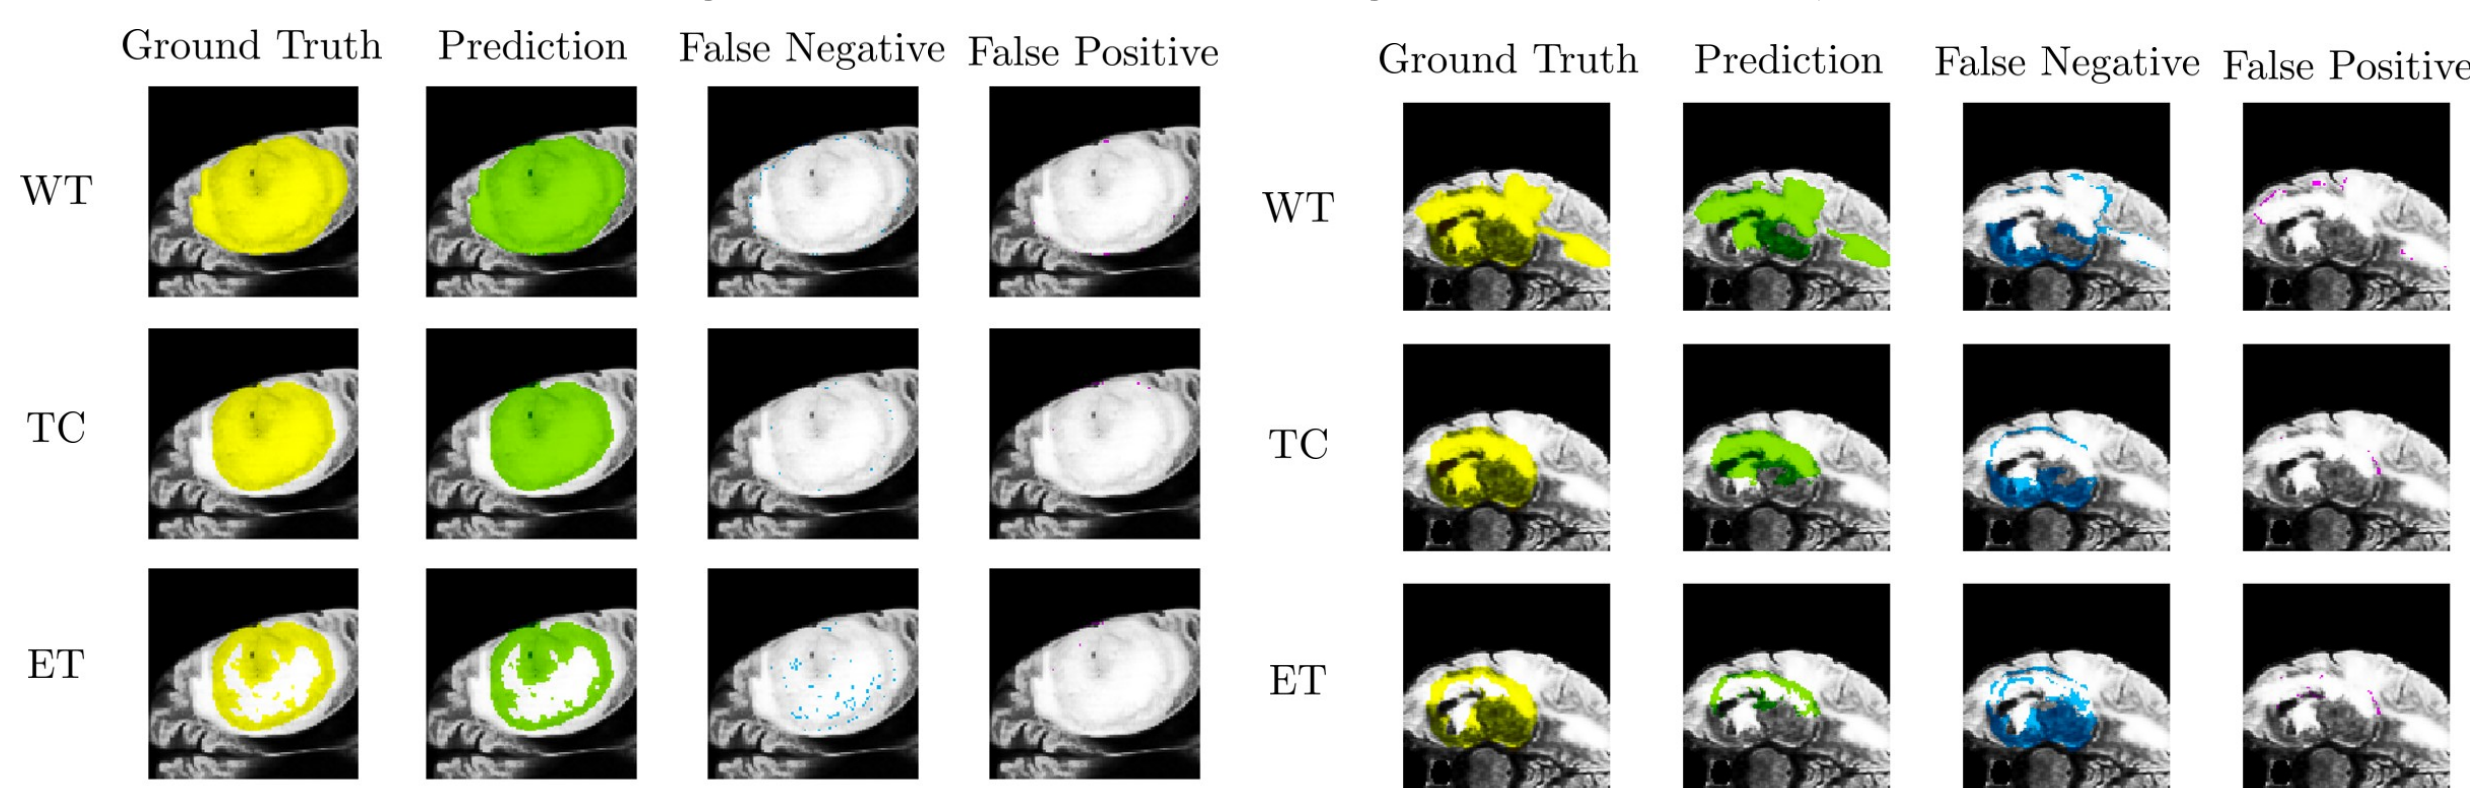 Ground Truth Prediction False Negative False Positive
WT
TC
ET
Ground Truth Prediction False Negative False Positive
WT
TC
ET